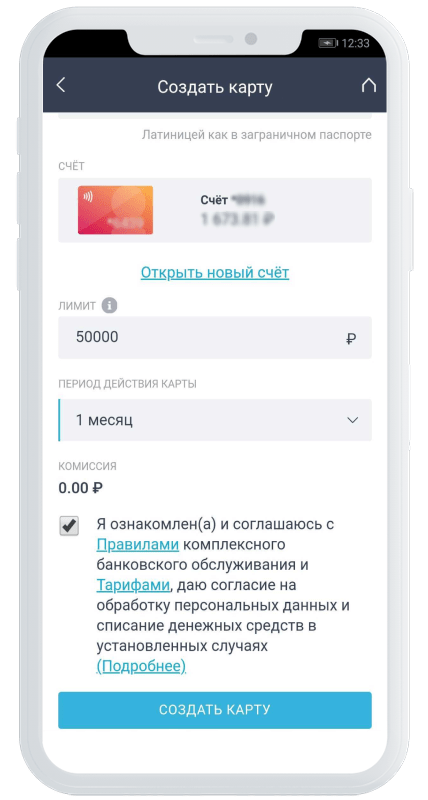 12:33
Создать карту
Латиницей как в заграничном паспорте
СЧЁТ
Счёт
Открыть новый счёт
ЛИМИТ i
50000 ₽
ПЕРИОД ДЕЙСТВИЯ КАРТЫ
1 месяц
КОМИССИЯ
0.00 ₽
Я ознакомлен(а) и соглашаюсь с
Правилами комплексного
банковского обслуживания и
Тарифами, даю согласие на
обработку персональных данных и
списание денежных средств в
установленных случаях
(Подробнее)
СОЗДАТЬ КАРТУ